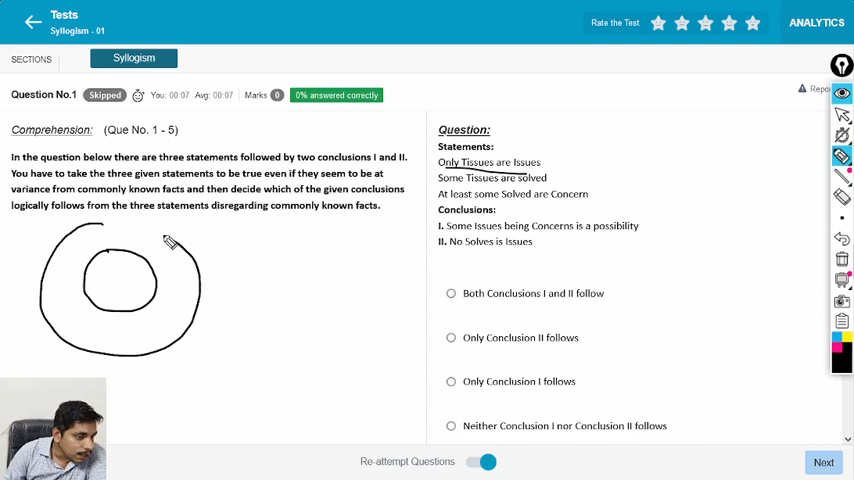 Tests
Syllogism - 01
Rate the Test
ANALYTICS
SECTIONS
Syllogism
Question No.1 Skipped You: 00:07 Avg: 00:07 Marks 0 0% answered correctly
Comprehension: (Que No. 1 - 5)
In the question below there are three statements followed by two conclusions I and II.
You have to take the three given statements to be true even if they seem to be at
variance from commonly known facts and then decide which of the given conclusions
logically follows from the three statements disregarding commonly known facts.
Repor
Question:
Statements:
Only Tissues are Issues
Some Tissues are solved
At least some Solved are Concern
Conclusions:
I. Some Issues being Concerns is a possibility
II. No Solves is Issues
Both Conclusions I and II follow
Only Conclusion II follows
Only Conclusion I follows
Neither Conclusion I nor Conclusion II follows
Re-attempt Questions
Next